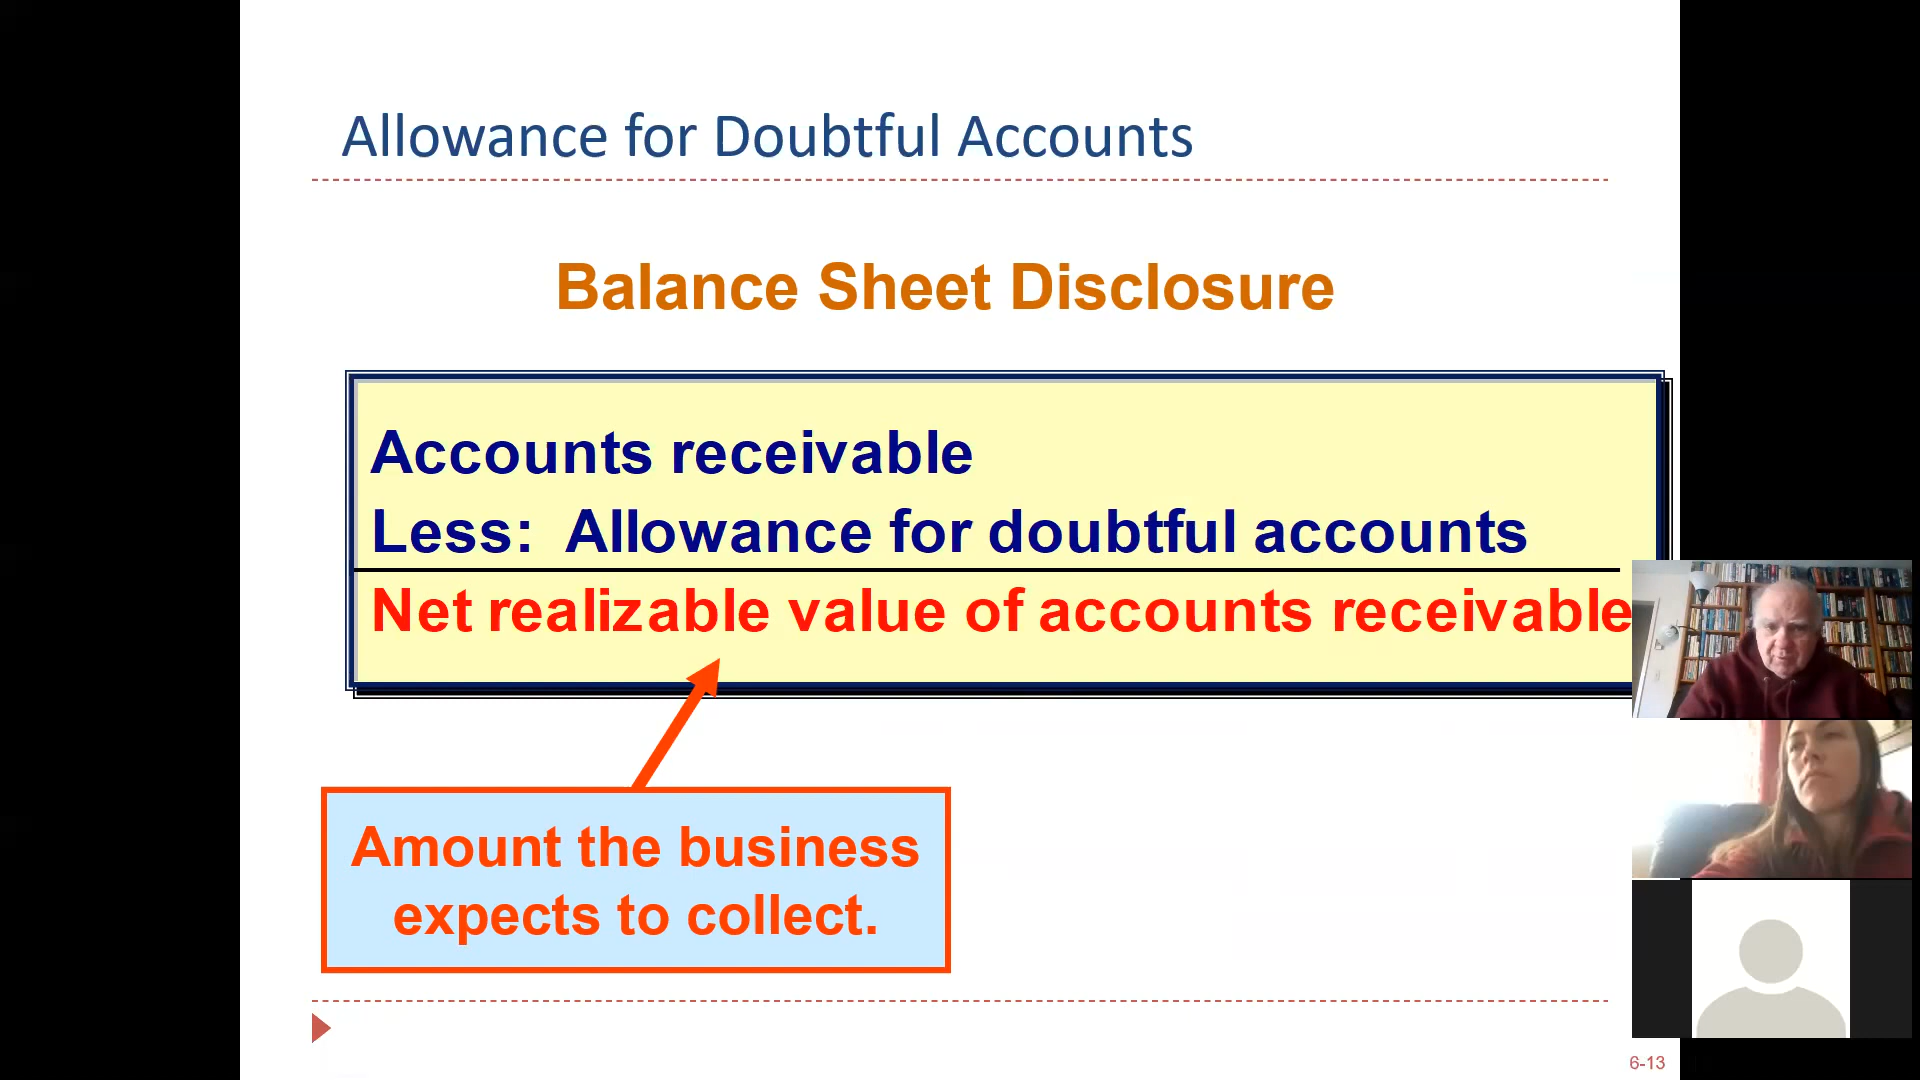 Allowance for Doubtful Accounts
Balance Sheet Disclosure
Accounts receivable
Less:  Allowance for doubtful accounts
Net realizable value of accounts receivable
Amount the business
expects to collect.
6-13